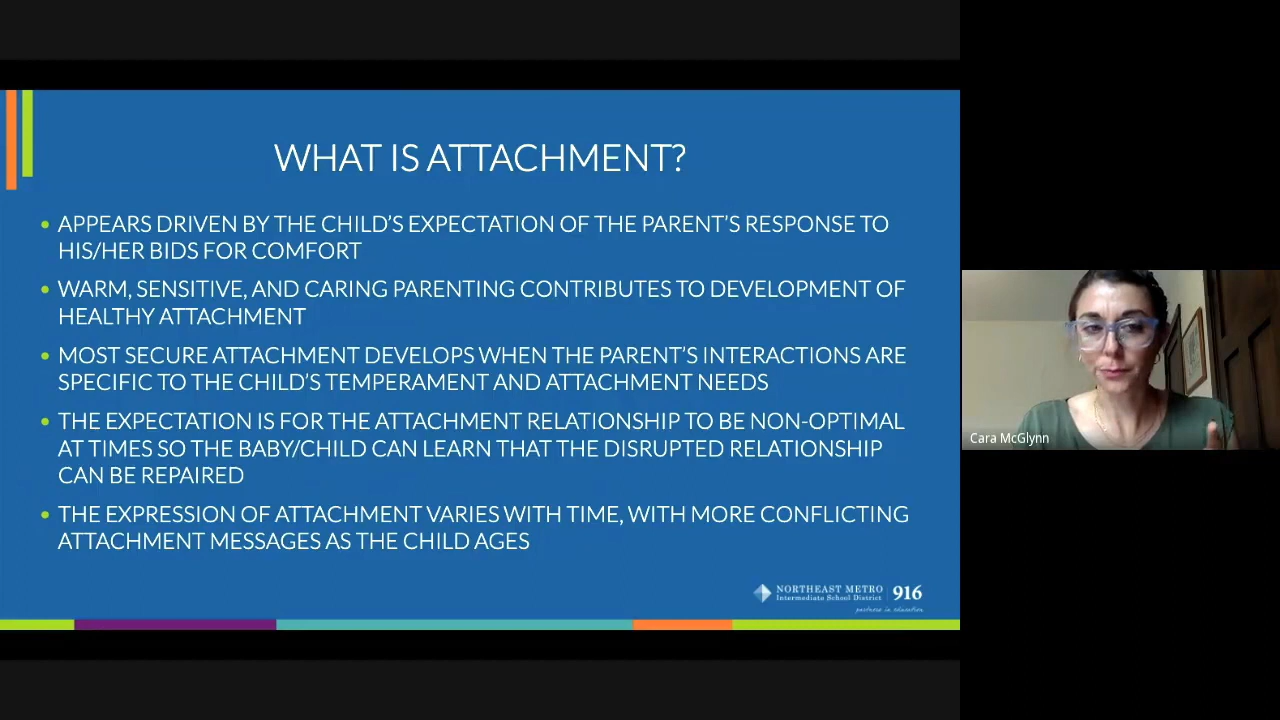 WHAT IS ATTACHMENT?
• APPEARS DRIVEN BY THE CHILD'S EXPECTATION OF THE PARENT'S RESPONSE TO
HIS/HER BIDS FOR COMFORT
• WARM, SENSITIVE, AND CARING PARENTING CONTRIBUTES TO DEVELOPMENT OF
HEALTHY ATTACHMENT
• MOST SECURE ATTACHMENT DEVELOPS WHEN THE PARENT'S INTERACTIONS ARE
SPECIFIC TO THE CHILD'S TEMPERAMENT AND ATTACHMENT NEEDS
• THE EXPECTATION IS FOR THE ATTACHMENT RELATIONSHIP TO BE NON-OPTIMAL
AT TIMES SO THE BABY/CHILD CAN LEARN THAT THE DISRUPTED RELATIONSHIP
CAN BE REPAIRED
• THE EXPRESSION OF ATTACHMENT VARIES WITH TIME, WITH MORE CONFLICTING
ATTACHMENT MESSAGES AS THE CHILD AGES
NORTHEAST METRO 916
Intermediate School District
partners in education
Cara McGlynn